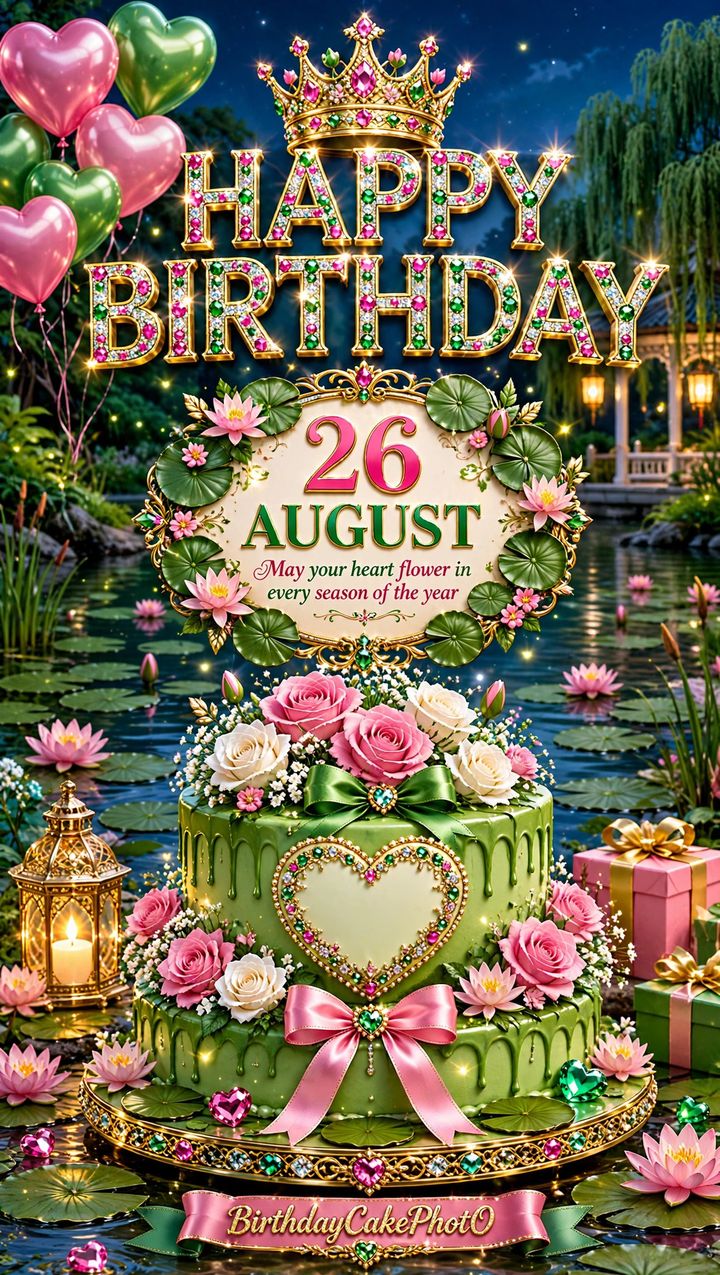 HAPPY
BIRTHDAY
26
AUGUST
May your heart flower in
every season of the year
BirthdayCakePhotO